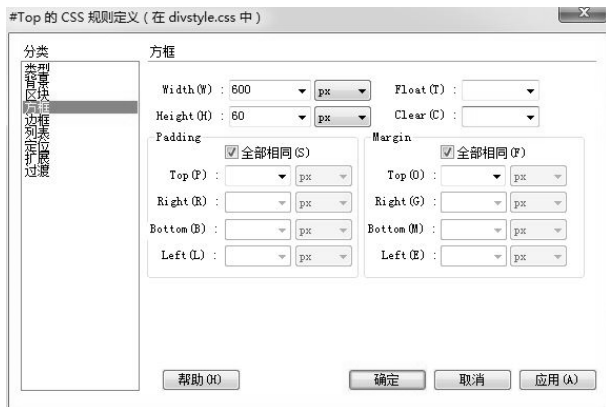 #Top 的 CSS 规则定义（在 divstyle.css 中）
分类
类型
背景
区块
方框
边框
列表
定位
扩展
过渡
方框
Width(W) : 600 px Float(T) :
Height(H) : 60 px Clear(C) :
Padding
全部相同(S)
Top(P) : px
Right(R) : px
Bottom(B) : px
Left(L) : px
Margin
全部相同(F)
Top(O) : px
Right(G) : px
Bottom(M) : px
Left(E) : px
帮助(H) 确定 取消 应用(A)